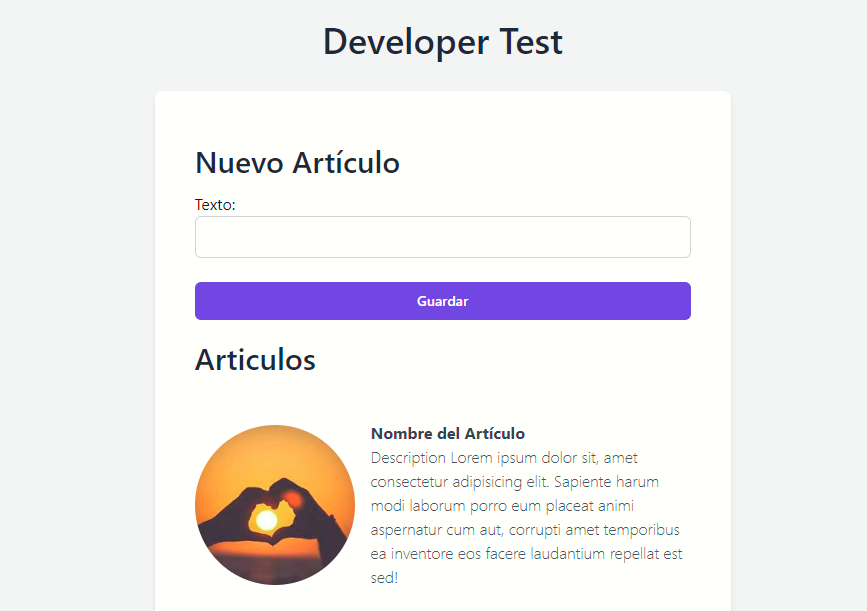 Developer Test
Nuevo Artículo
Texto:
Guardar
Articulos
Nombre del Artículo
Description Lorem ipsum dolor sit, amet
consectetur adipisicing elit. Sapiente harum
modi laborum porro eum placeat animi
aspernatur cum aut, corrupti amet temporibus
ea inventore eos facere laudantium repellat est
sed!